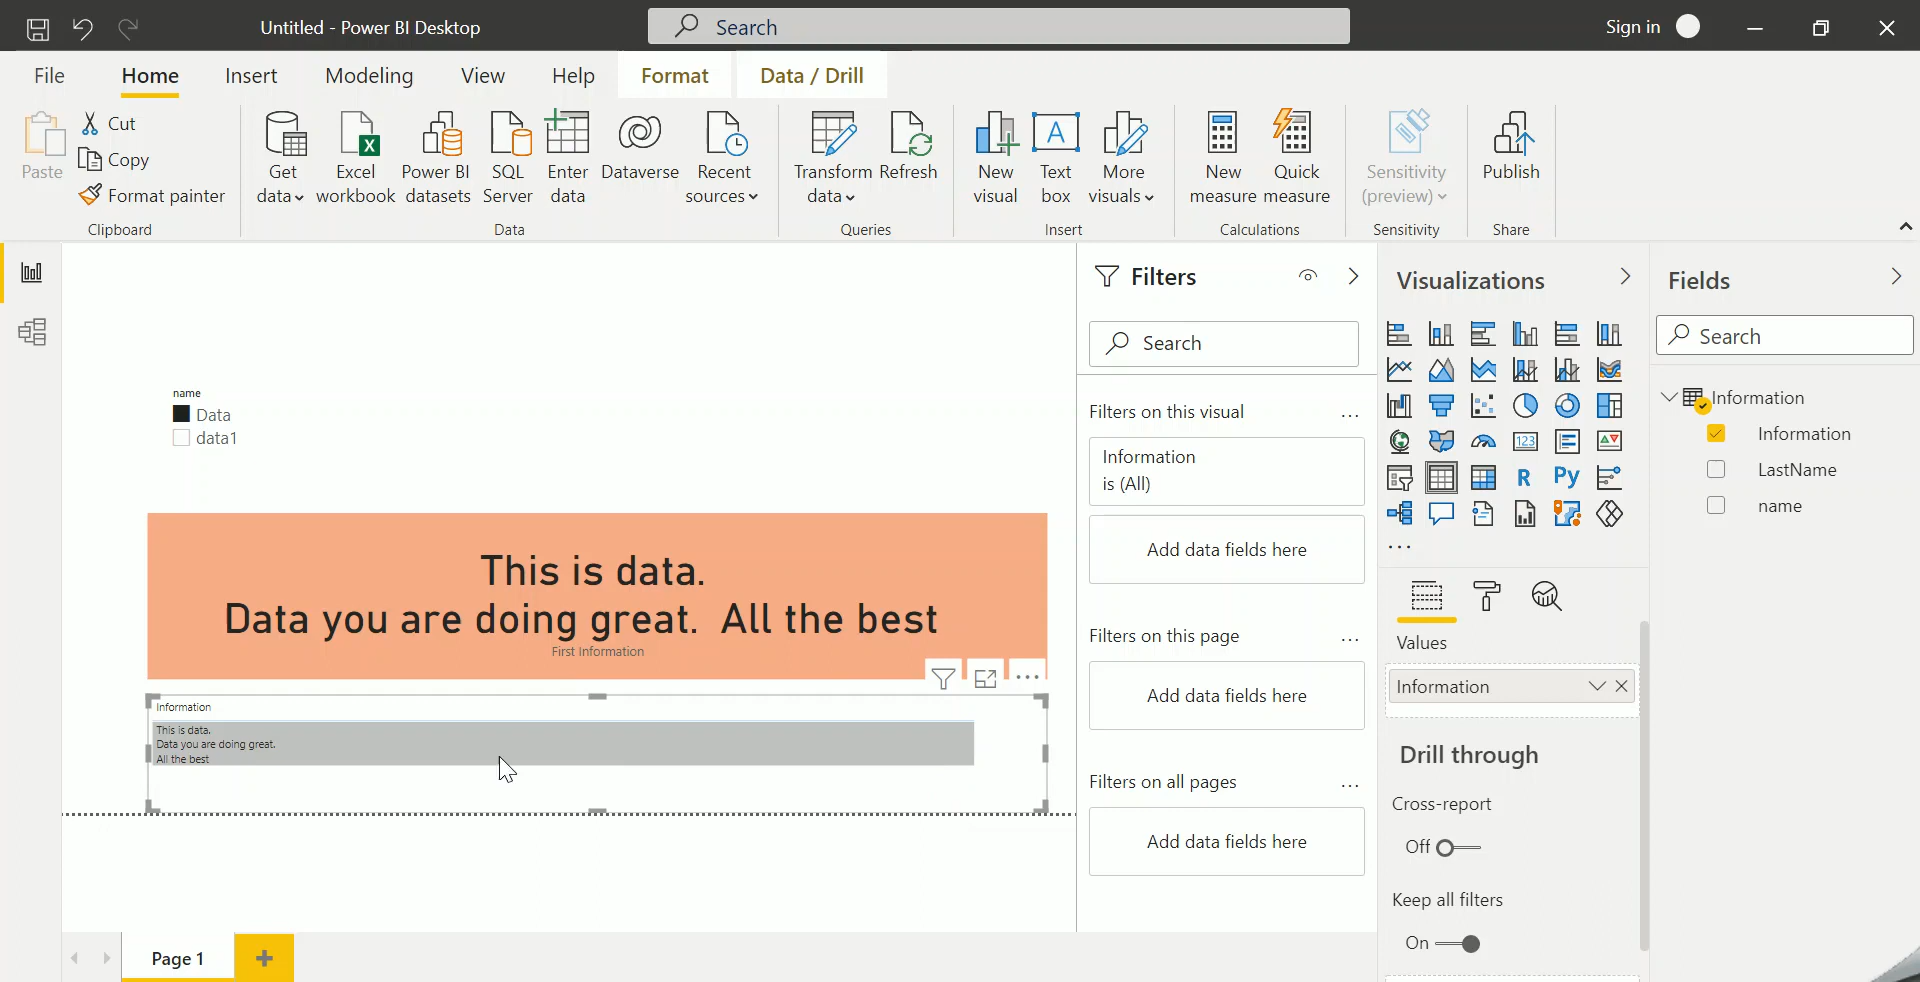 Untitled - Power BI Desktop
Search
Sign in
File
Home
Insert
Modeling
View
Help
Format
Data / Drill
Paste
Cut
Copy
Format painter
Clipboard
Get data
Excel workbook
Power BI datasets
SQL Server
Enter data
Dataverse
Recent sources
Data
Transform data
Refresh
Queries
New visual
Text box
A
More visuals
Insert
New measure
Quick measure
Calculations
Sensitivity (preview)
Sensitivity
Publish
Share
name
Data
data1
This is data.
Data you are doing great. All the best
First Information
Information
This is data.
Data you are doing great.
All the best
Filters
Search
Filters on this visual
...
Information
is (All)
Add data fields here
Filters on this page
...
Add data fields here
Filters on all pages
...
Add data fields here
Visualizations
123
R
Py
...
Values
Information
Drill through
Cross-report
Off
Keep all filters
On
Fields
Search
Information
Information
LastName
name
Page 1